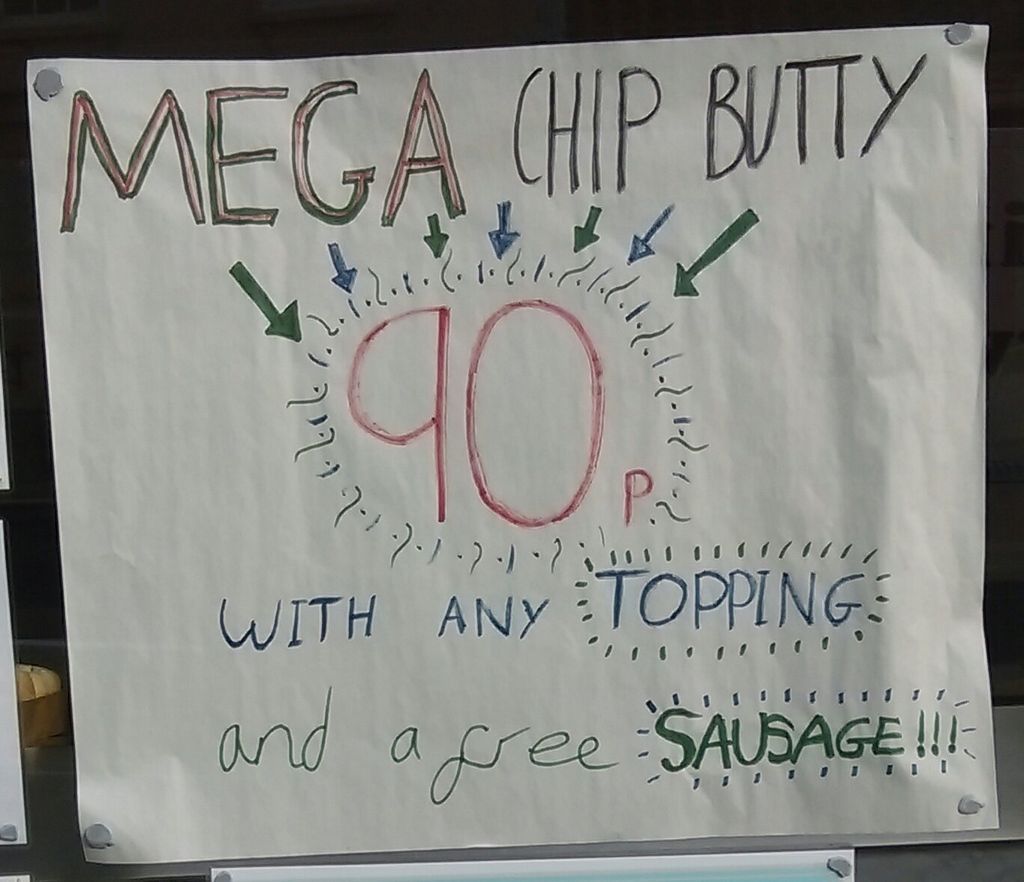 MEGA CHIP BUTTY
90p
WITH ANY TOPPING
and a free SAUSAGE!!!